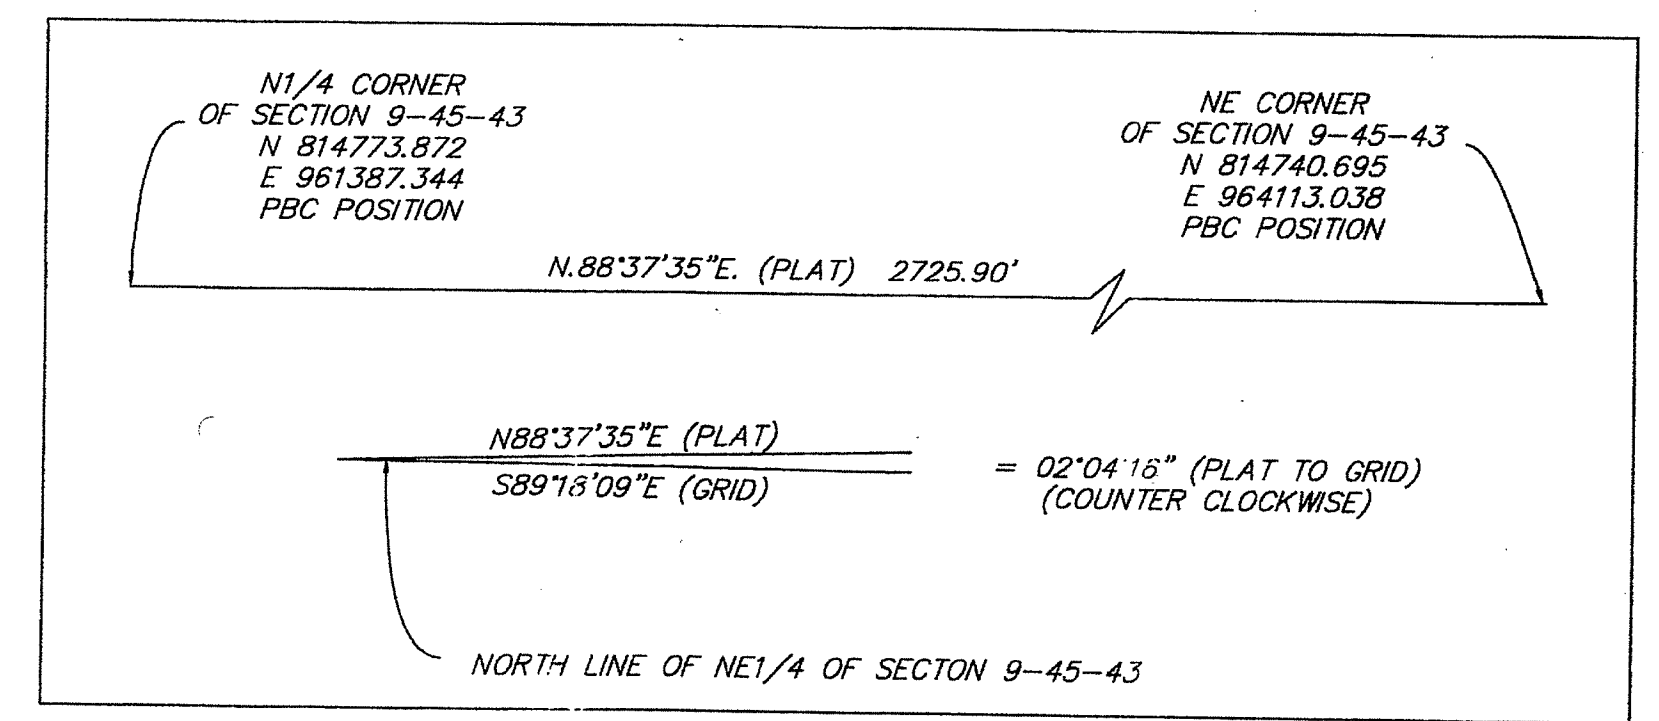 N1/4 CORNER
OF SECTION 9-45-43
N 814773.872
E 961387.344
PBC POSITION
NE CORNER
OF SECTION 9-45-43
N 814740.695
E 964113.038
PBC POSITION
N.88°37'35"E. (PLAT) 2725.90'
N88°37'35"E (PLAT)
S89°18'09"E (GRID)
= 02°04'16" (PLAT TO GRID)
(COUNTER CLOCKWISE)
NORTH LINE OF NE1/4 OF SECTON 9-45-43